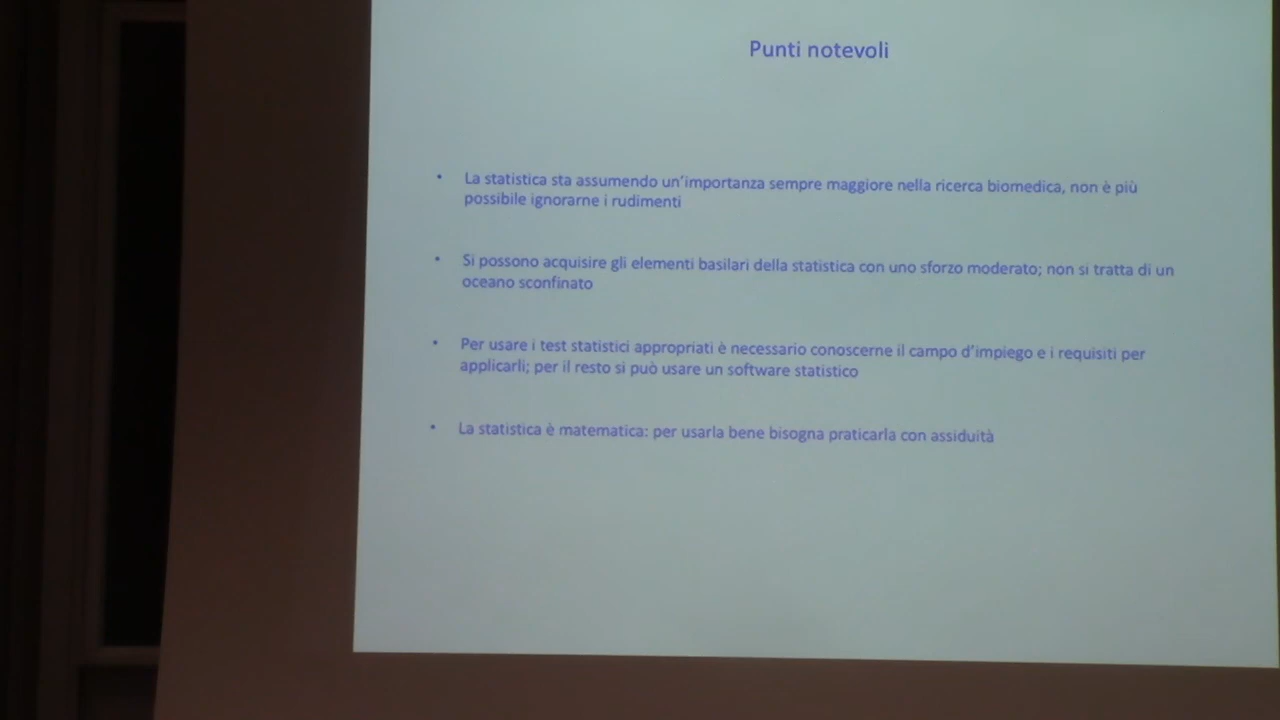 Punti notevoli
• La statistica sta assumendo un'importanza sempre maggiore nella ricerca biomedica, non è più
possibile ignorarne i rudimenti
• Si possono acquisire gli elementi basilari della statistica con uno sforzo moderato; non si tratta di un
oceano sconfinato
• Per usare i test statistici appropriati è necessario conoscerne il campo d'impiego e i requisiti per
applicarli; per il resto si può usare un software statistico
• La statistica è matematica: per usarla bene bisogna praticarla con assiduità